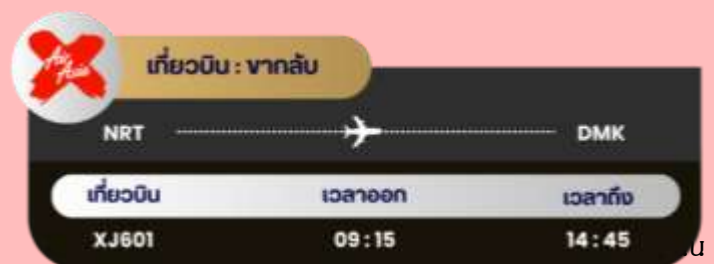 Air
Asia
เที่ยวบิน : ขากลับ
NRT DMK
เที่ยวบิน เวลาออก เวลาถึง
XJ601 09:15 14:45